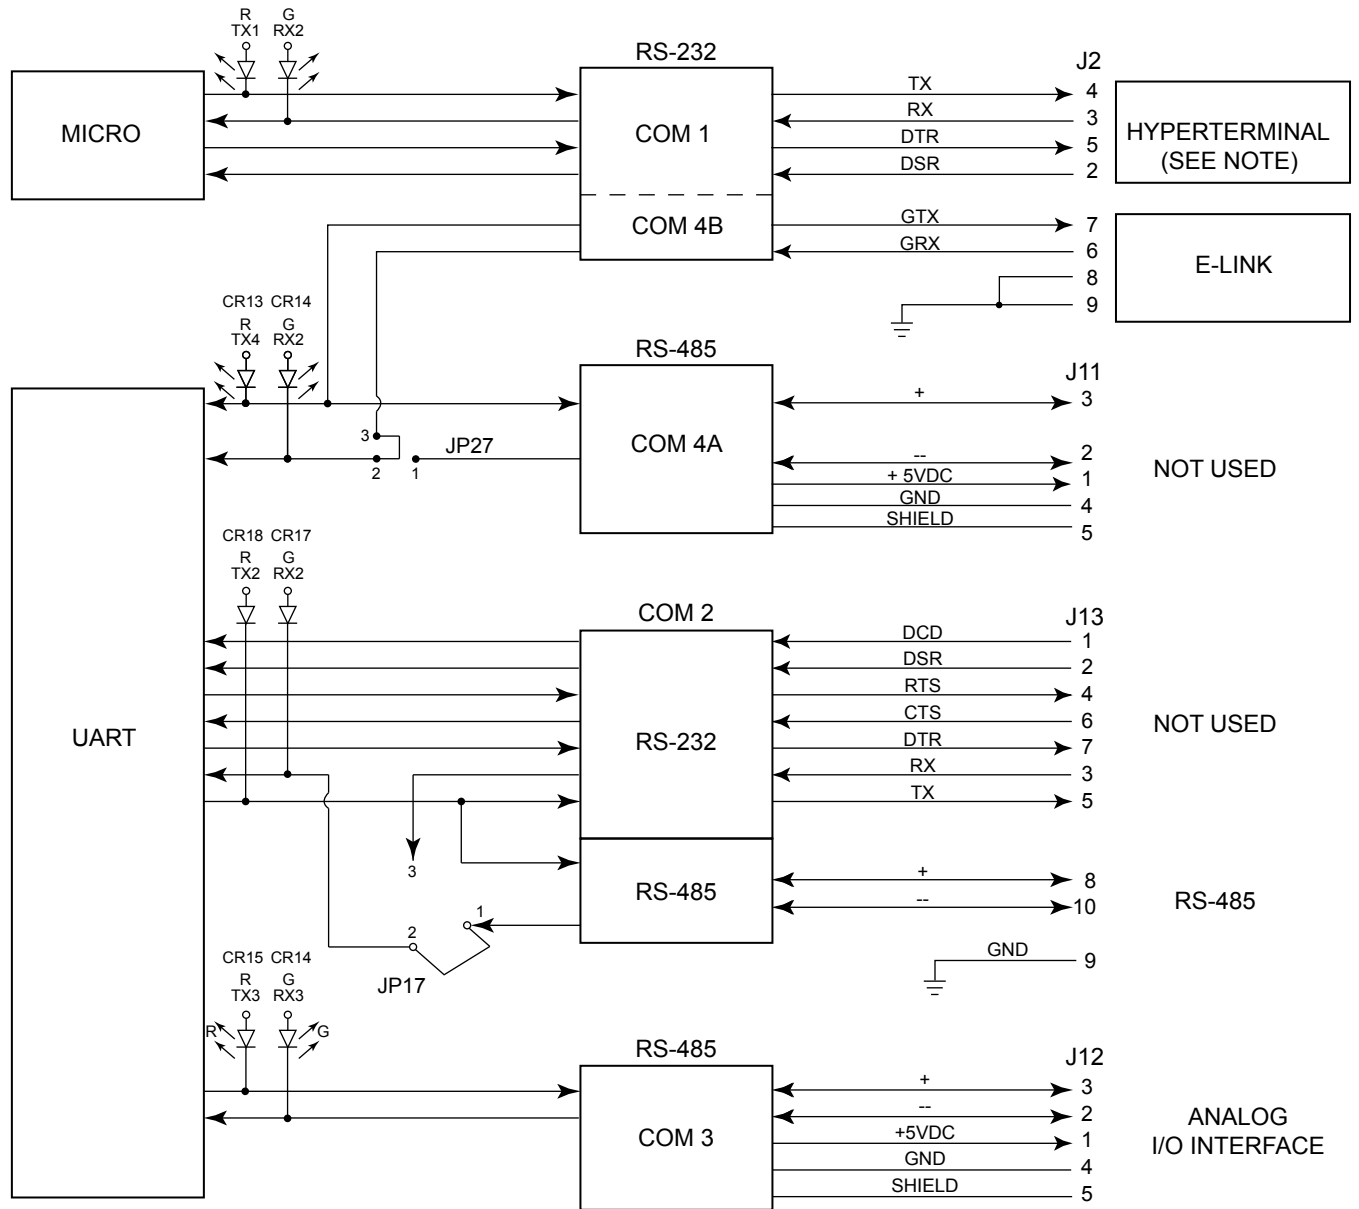 R
TX1
G
RX2
RS-232
J2
MICRO
COM 1
TX
4
RX
3
DTR
5
DSR
2
HYPERTERMINAL
(SEE NOTE)
COM 4B
GTX
7
GRX
6
8
9
E-LINK
CR13
CR14
R
TX4
G
RX2
RS-485
J11
COM 4A
+
3
--
2
+ 5VDC
1
GND
4
SHIELD
5
NOT USED
3
2
1
JP27
UART
CR18
CR17
R
TX2
G
RX2
COM 2
J13
RS-232
DCD
1
DSR
2
RTS
4
CTS
6
DTR
7
RX
3
TX
5
NOT USED
3
RS-485
+
8
--
10
RS-485
1
2
JP17
GND
9
CR15
CR14
R
TX3
G
RX3
R
G
RS-485
J12
COM 3
+
3
--
2
+5VDC
1
GND
4
SHIELD
5
ANALOG
I/O INTERFACE